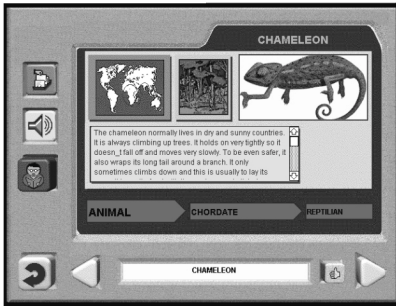 CHAMELEON
The chameleon normally lives in dry and sunny countries.
It is always climbing up trees. It holds on very tightly so it
doesn_t fall off and moves very slowly. To be even safer, it
also wraps its long tail around a branch. It only
sometimes climbs down and this is usually to lay its
ANIMAL
CHORDATE
REPTILIAN
CHAMELEON